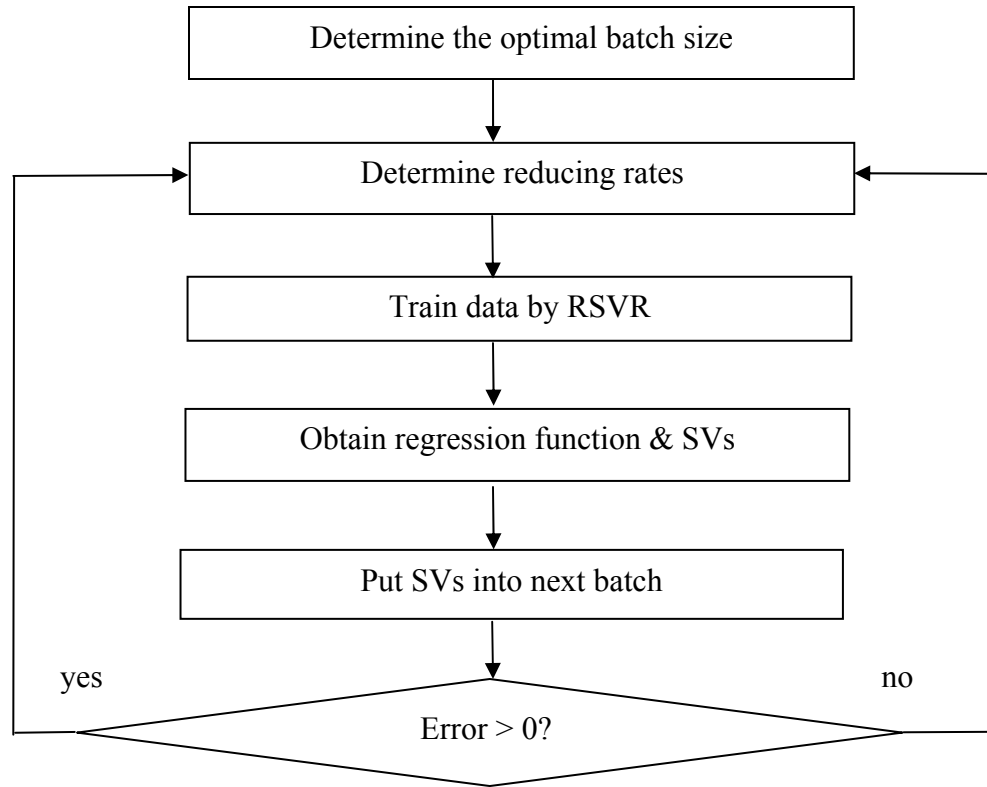 Determine the optimal batch size
Determine reducing rates
Train data by RSVR
Obtain regression function & SVs
Put SVs into next batch
yes
no
Error > 0?